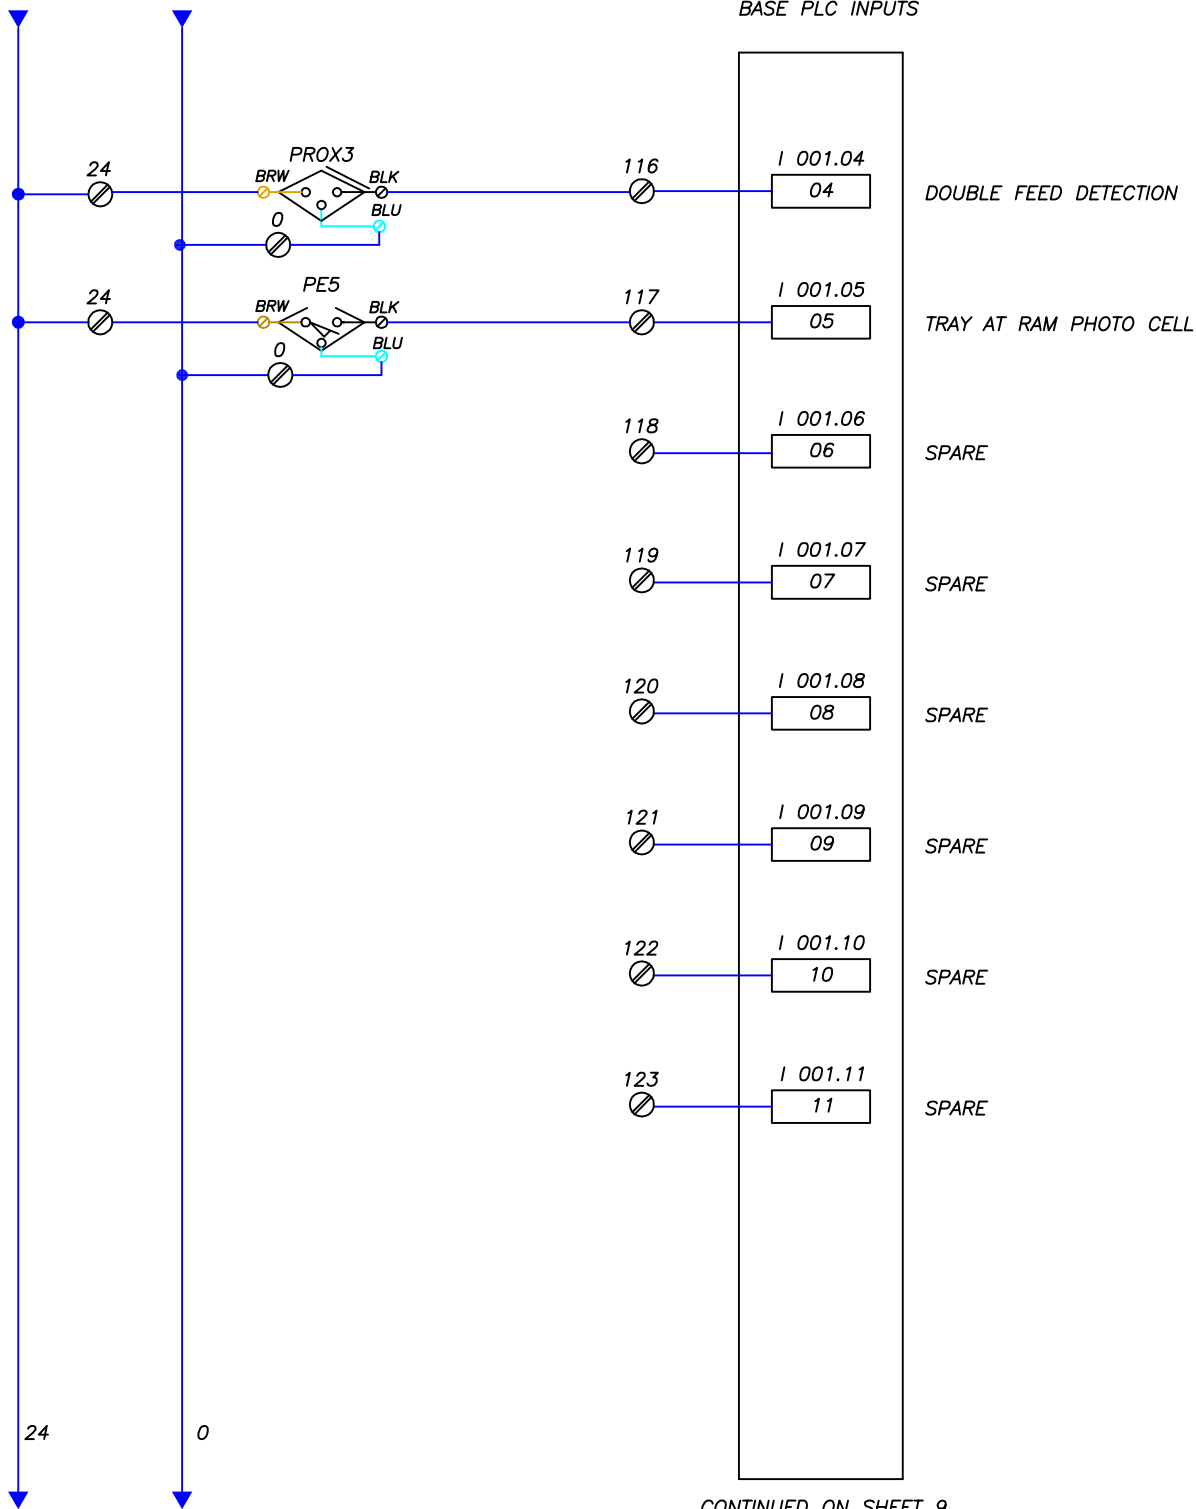 BASE PLC INPUTS
24
PROX3
BRW
BLK
BLU
0
116
I 001.04
04
DOUBLE FEED DETECTION
24
PE5
BRW
BLK
BLU
0
117
I 001.05
05
TRAY AT RAM PHOTO CELL
118
I 001.06
06
SPARE
119
I 001.07
07
SPARE
120
I 001.08
08
SPARE
121
I 001.09
09
SPARE
122
I 001.10
10
SPARE
123
I 001.11
11
SPARE
24
0
CONTINUED ON SHEET 9